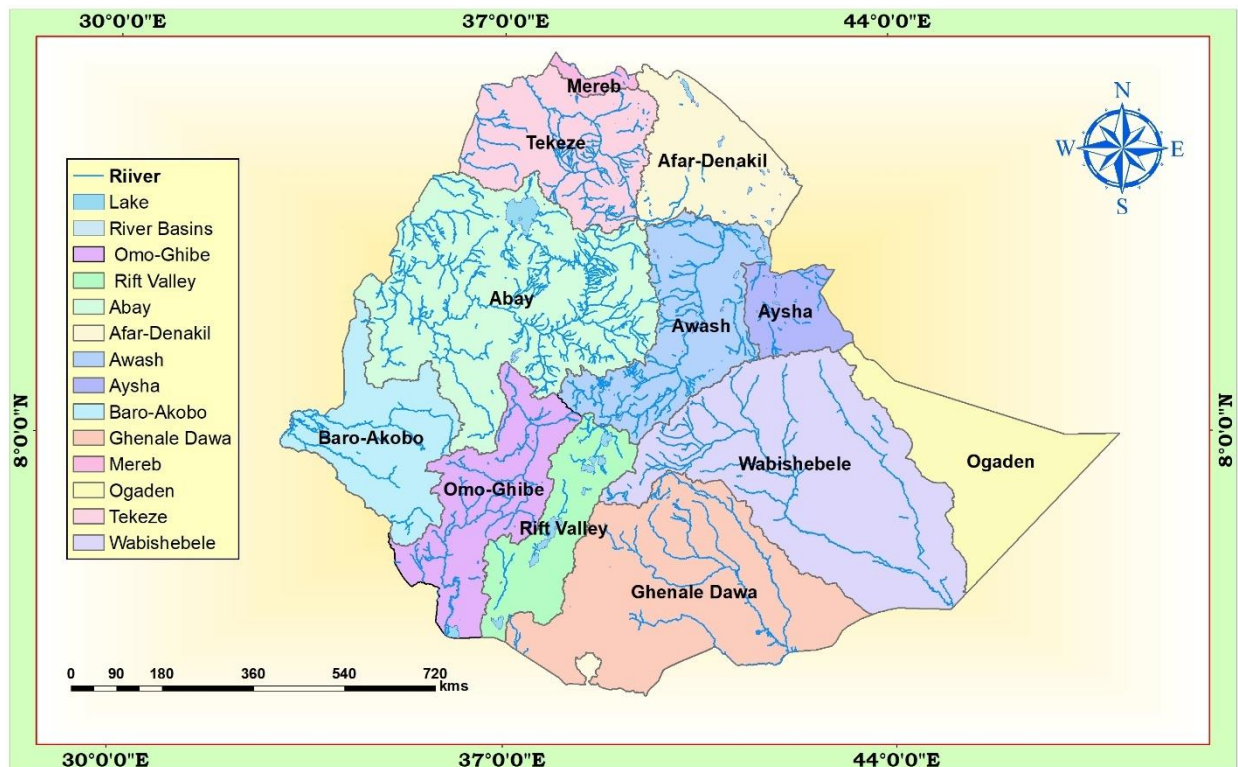 30°0'0"E 37°0'0"E 44°0'0"E
N
W E
S
8°0'0"N
8°0'0"N
Riiver
Lake
River Basins
Omo-Ghibe
Rift Valley
Abay
Afar-Denakil
Awash
Aysha
Baro-Akobo
Ghenale Dawa
Mereb
Ogaden
Tekeze
Wabishebele
Mereb
Tekeze
Afar-Denakil
Abay
Awash
Aysha
Baro-Akobo
Omo-Ghibe
Rift Valley
Wabishebele
Ogaden
Ghenale Dawa
0 90 180 360 540 720
kms
30°0'0"E 37°0'0"E 44°0'0"E